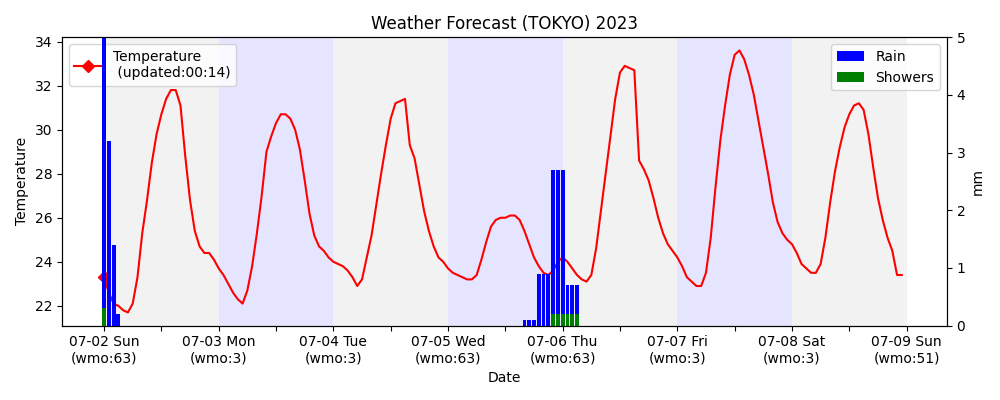 Weather Forecast (TOKYO) 2023
Temperature
(updated:00:14)
Rain
Showers
Temperature
34
32
30
28
26
24
22
5
4
3
2
1
0
mm
07-02 Sun
(wmo:63)
07-03 Mon
(wmo:3)
07-04 Tue
(wmo:3)
07-05 Wed
(wmo:63)
07-06 Thu
(wmo:63)
07-07 Fri
(wmo:3)
07-08 Sat
(wmo:3)
07-09 Sun
(wmo:51)
Date